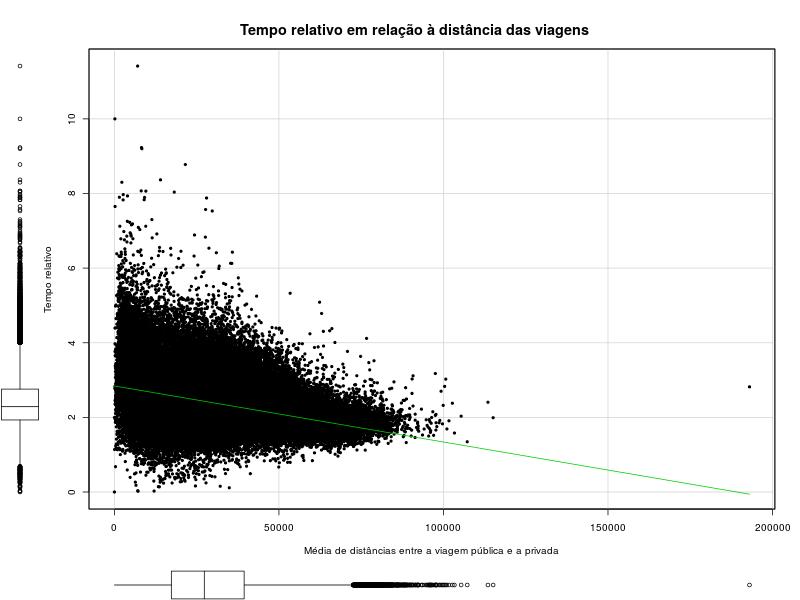 Tempo relativo em relação à distância das viagens
Tempo relativo
10
8
6
4
2
0
0 50000 100000 150000 200000
Média de distâncias entre a viagem pública e a privada